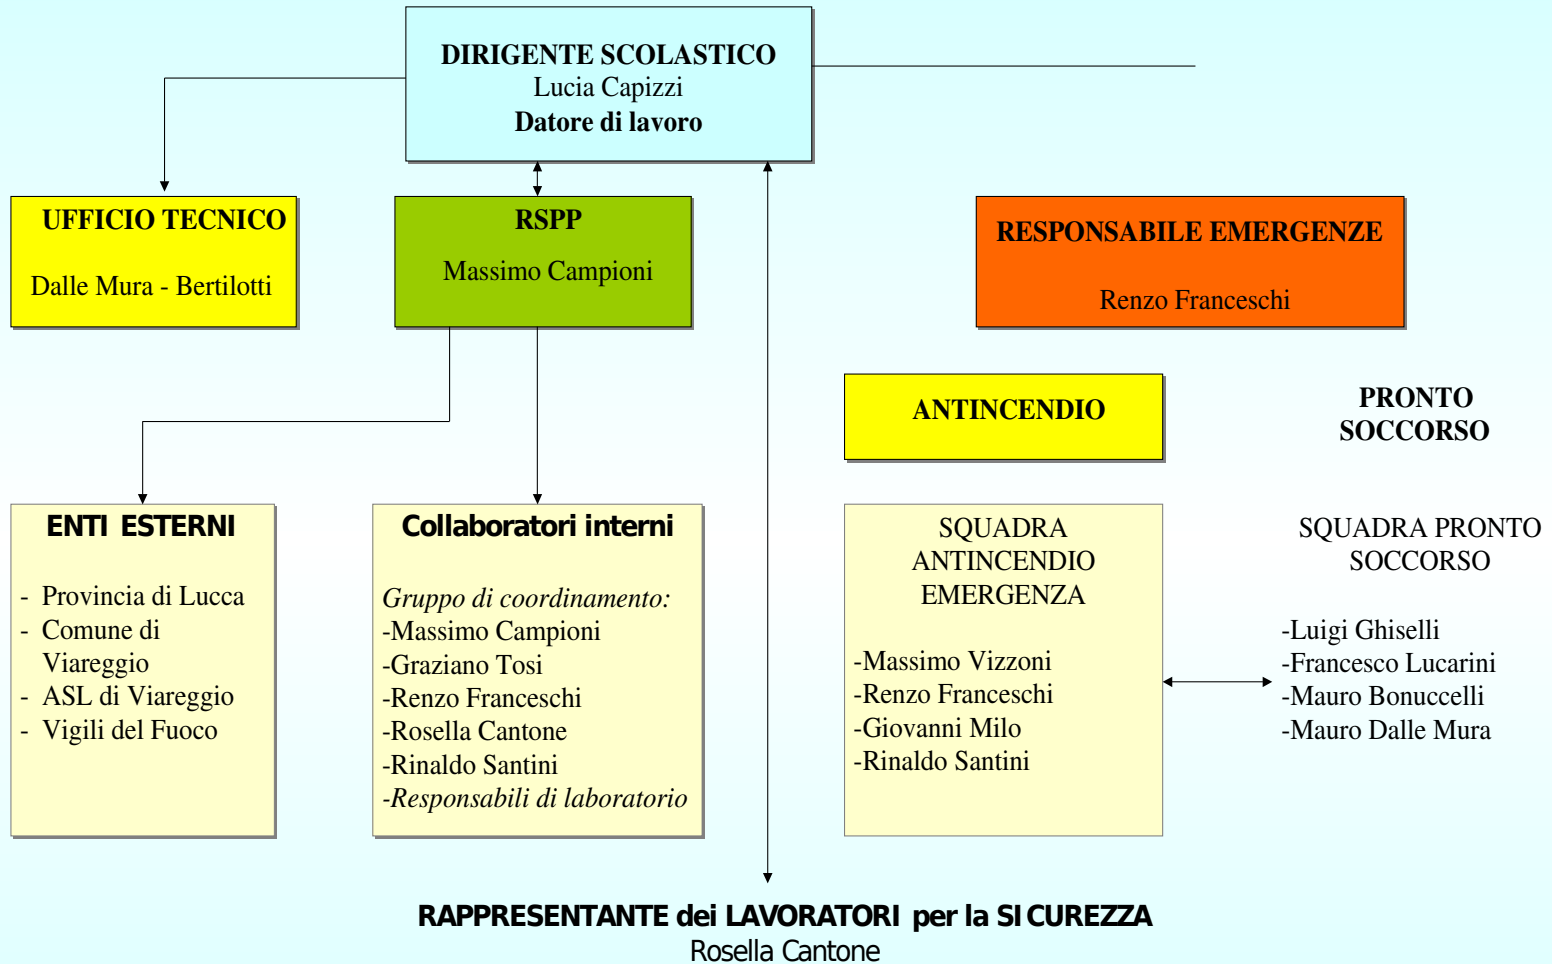 DIRIGENTE SCOLASTICO
Lucia Capizzi
Datore di lavoro
UFFICIO TECNICO
Dalle Mura - Bertilotti
RSPP
Massimo Campioni
RESPONSABILE EMERGENZE
Renzo Franceschi
ANTINCENDIO
PRONTO
SOCCORSO
ENTI ESTERNI
- Provincia di Lucca
- Comune di
Viareggio
- ASL di Viareggio
- Vigili del Fuoco
Collaboratori interni
Gruppo di coordinamento:
-Massimo Campioni
-Graziano Tosi
-Renzo Franceschi
-Rosella Cantone
-Rinaldo Santini
-Responsabili di laboratorio
SQUADRA
ANTINCENDIO
EMERGENZA
-Massimo Vizzoni
-Renzo Franceschi
-Giovanni Milo
-Rinaldo Santini
SQUADRA PRONTO
SOCCORSO
-Luigi Ghiselli
-Francesco Lucarini
-Mauro Bonuccelli
-Mauro Dalle Mura
RAPPRESENTANTE dei LAVORATORI per la SICUREZZA
Rosella Cantone